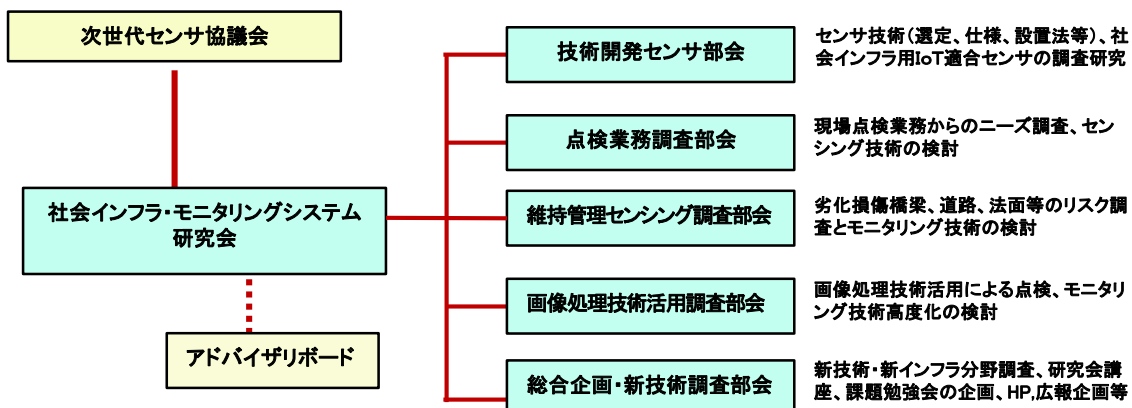 次世代センサ協議会
社会インフラ・モニタリングシステム
研究会
アドバイザリボード
技術開発センサ部会
センサ技術(選定、仕様、設置法等)、社
会インフラ用IoT適合センサの調査研究
点検業務調査部会
現場点検業務からのニーズ調査、セン
シング技術の検討
維持管理センシング調査部会
劣化損傷橋梁、道路、法面等のリスク調
査とモニタリング技術の検討
画像処理技術活用調査部会
画像処理技術活用による点検、モニタリ
ング技術高度化の検討
総合企画・新技術調査部会
新技術・新インフラ分野調査、研究会講
座、課題勉強会の企画、HP,広報企画等